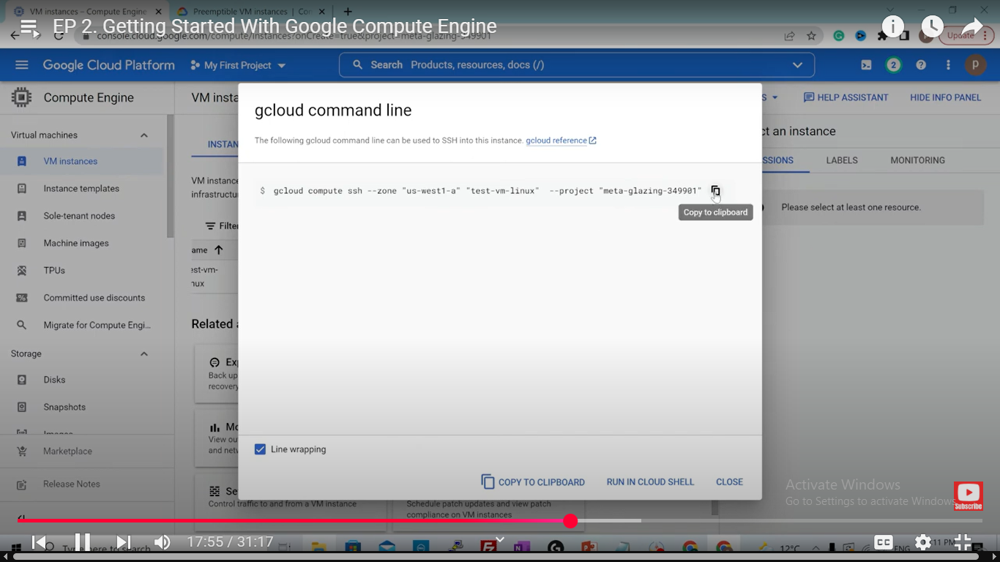 VM instances – Compute Engine
Preemptible VM instances | Co
EP 2. Getting Started With Google Compute Engine
console.cloud.google.com/compute/instances?onCreate=true&project=meta-glazing-349901
Update
Google Cloud Platform
My First Project
Search Products, resources, docs (/)
2
p
Compute Engine
VM insta
S
HELP ASSISTANT
HIDE INFO PANEL
gcloud command line
The following gcloud command line can be used to SSH into this instance. gcloud reference
$ gcloud compute ssh --zone "us-west1-a" "test-vm-linux" --project "meta-glazing-349901"
Copy to clipboard
Virtual machines
VM instances
Instance templates
Sole-tenant nodes
Machine images
TPUs
Committed use discounts
Migrate for Compute Engi...
Storage
Disks
Snapshots
Images
Marketplace
Release Notes
INSTAN
VM instance
infrastructu
Filte
ame
est-vm-
nux
Related a
Exp
Back up
recovery
Mo
View ou
and netw
Se
Control traffic to and from a VM instance
Schedule patch updates and view patch
compliance on VM instances
ct an instance
SSIONS
LABELS
MONITORING
Please select at least one resource.
Line wrapping
COPY TO CLIPBOARD
RUN IN CLOUD SHELL
CLOSE
Activate Windows
Go to Settings to activate Windows
Subscribe
17:55 / 31:17
Type here to search
CC
12°C
ENG
11 PM